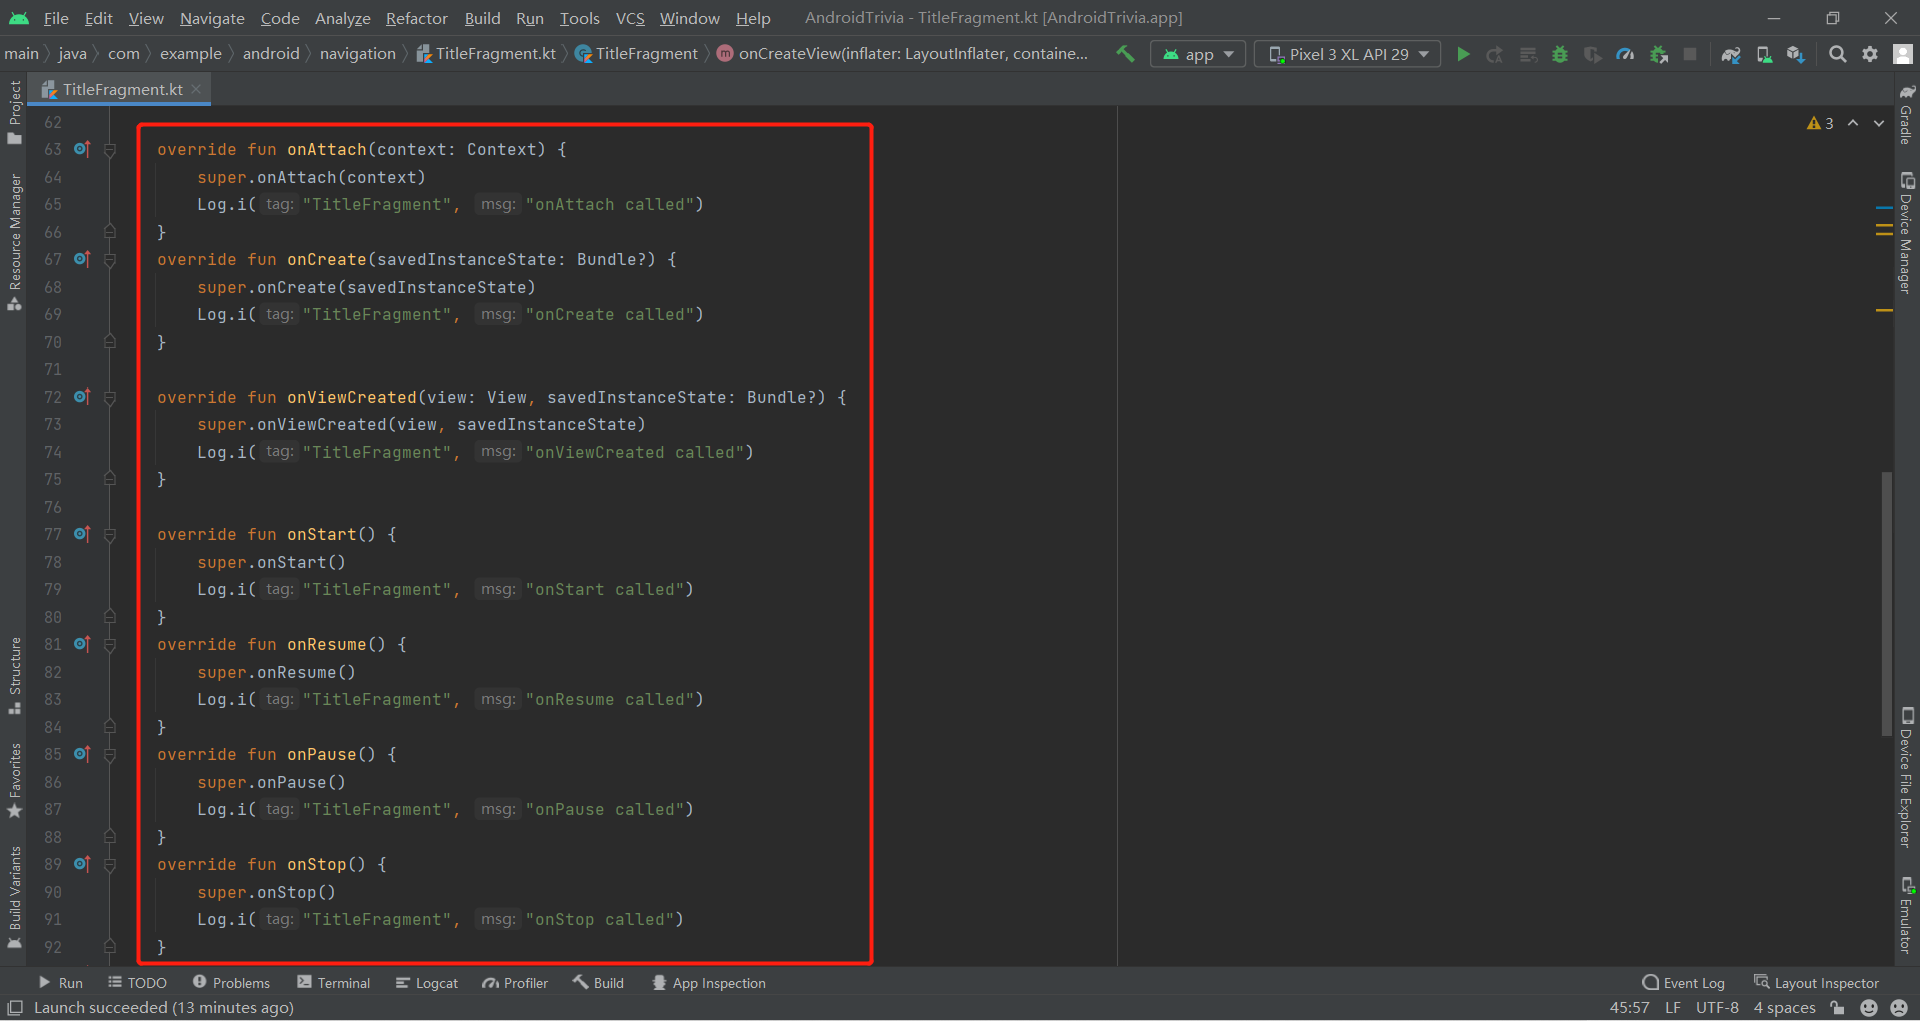 File Edit View Navigate Code Analyze Refactor Build Run Tools VCS Window Help AndroidTrivia - TitleFragment.kt [AndroidTrivia.app]
main java com example android navigation TitleFragment.kt TitleFragment onCreateView(inflater: LayoutInflater, containe... app Pixel 3 XL API 29
TitleFragment.kt
Project
Resource Manager
Structure
Favorites
Build Variants
62
63 override fun onAttach(context: Context) {
64 super.onAttach(context)
65 Log.i( tag: "TitleFragment", msg: "onAttach called")
66 }
67 override fun onCreate(savedInstanceState: Bundle?) {
68 super.onCreate(savedInstanceState)
69 Log.i( tag: "TitleFragment", msg: "onCreate called")
70 }
71
72 override fun onViewCreated(view: View, savedInstanceState: Bundle?) {
73 super.onViewCreated(view, savedInstanceState)
74 Log.i( tag: "TitleFragment", msg: "onViewCreated called")
75 }
76
77 override fun onStart() {
78 super.onStart()
79 Log.i( tag: "TitleFragment", msg: "onStart called")
80 }
81 override fun onResume() {
82 super.onResume()
83 Log.i( tag: "TitleFragment", msg: "onResume called")
84 }
85 override fun onPause() {
86 super.onPause()
87 Log.i( tag: "TitleFragment", msg: "onPause called")
88 }
89 override fun onStop() {
90 super.onStop()
91 Log.i( tag: "TitleFragment", msg: "onStop called")
92 }
3
Gradle
Device Manager
Device File Explorer
Emulator
Run TODO Problems Terminal Logcat Profiler Build App Inspection Event Log Layout Inspector
Launch succeeded (13 minutes ago) 45:57 LF UTF-8 4 spaces